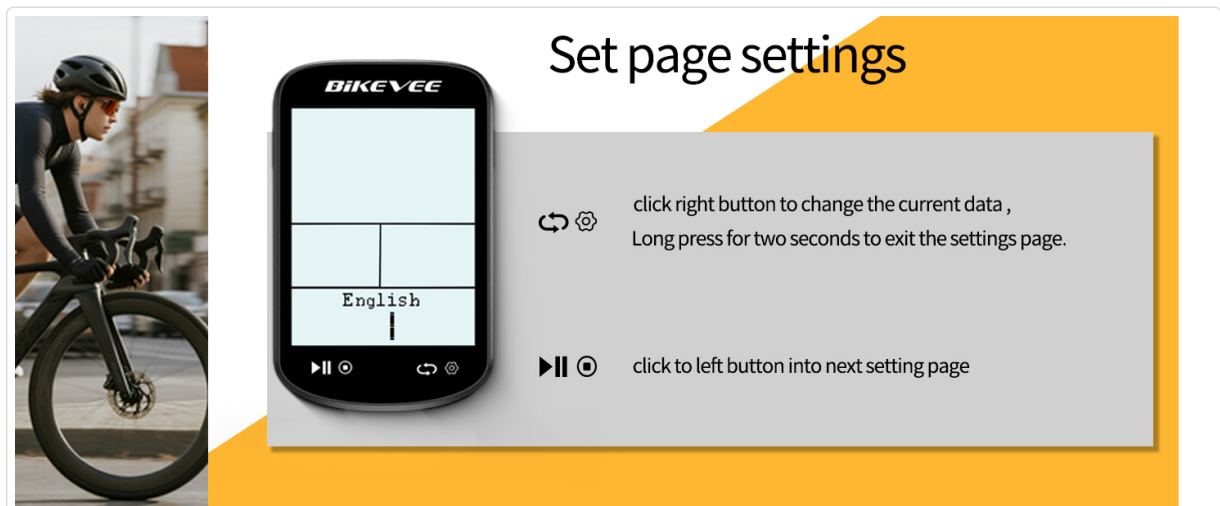 Set page settings
BIKEVEE
click right button to change the current data ,
Long press for two seconds to exit the settings page.
English
click to left button into next setting page